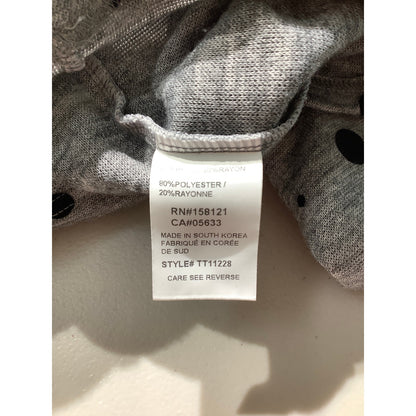 80%POLYESTER /
20%RAYONNE
RN#158121
CA#05633
MADE IN SOUTH KOREA
FABRIQUÉ EN CORÉE
DE SUD
STYLE# TT11228
CARE SEE REVERSE